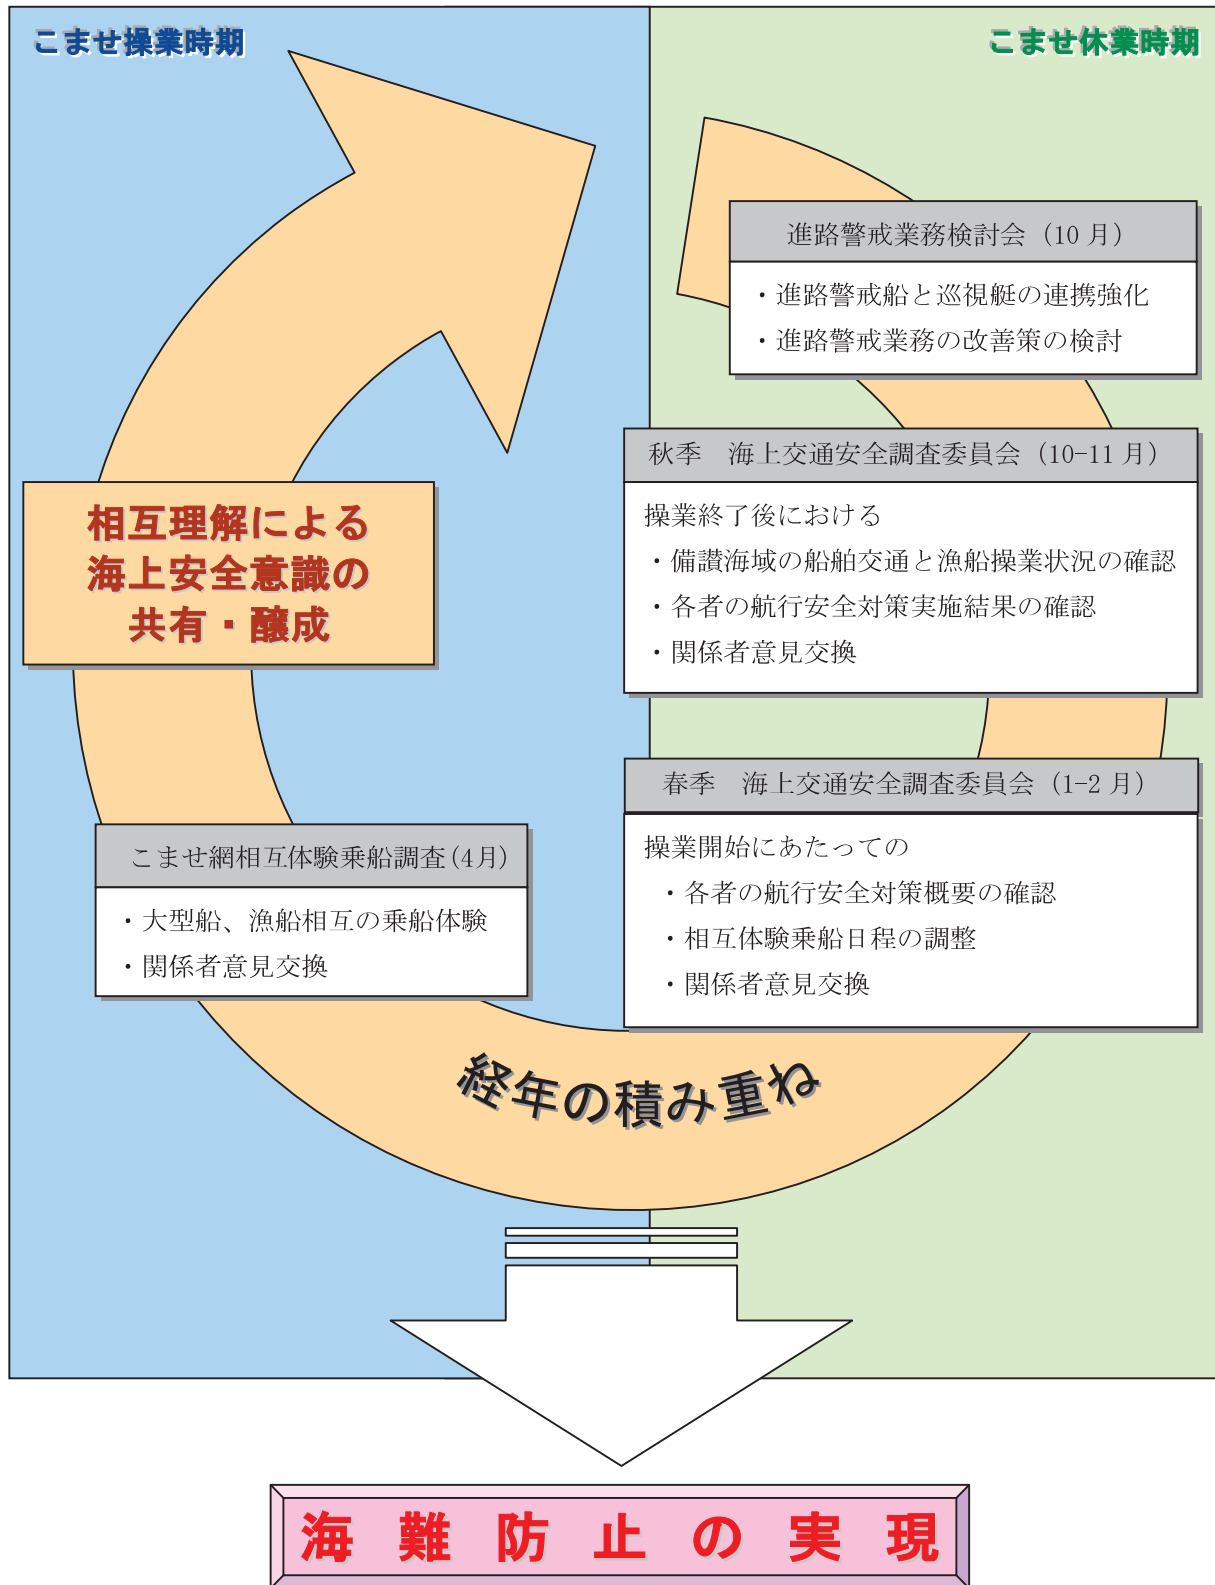 こませ操業時期
こませ休業時期
進路警戒業務検討会（10 月）
・進路警戒船と巡視艇の連携強化
・進路警戒業務の改善策の検討
秋季　海上交通安全調査委員会（10-11 月）
操業終了後における
・備讃海域の船舶交通と漁船操業状況の確認
・各者の航行安全対策実施結果の確認
・関係者意見交換
春季　海上交通安全調査委員会（1-2 月）
操業開始にあたっての
・各者の航行安全対策概要の確認
・相互体験乗船日程の調整
・関係者意見交換
こませ網相互体験乗船調査(4月)
・大型船、漁船相互の乗船体験
・関係者意見交換
相互理解による
海上安全意識の
共有・醸成
経年の積み重ね
海難防止の実現